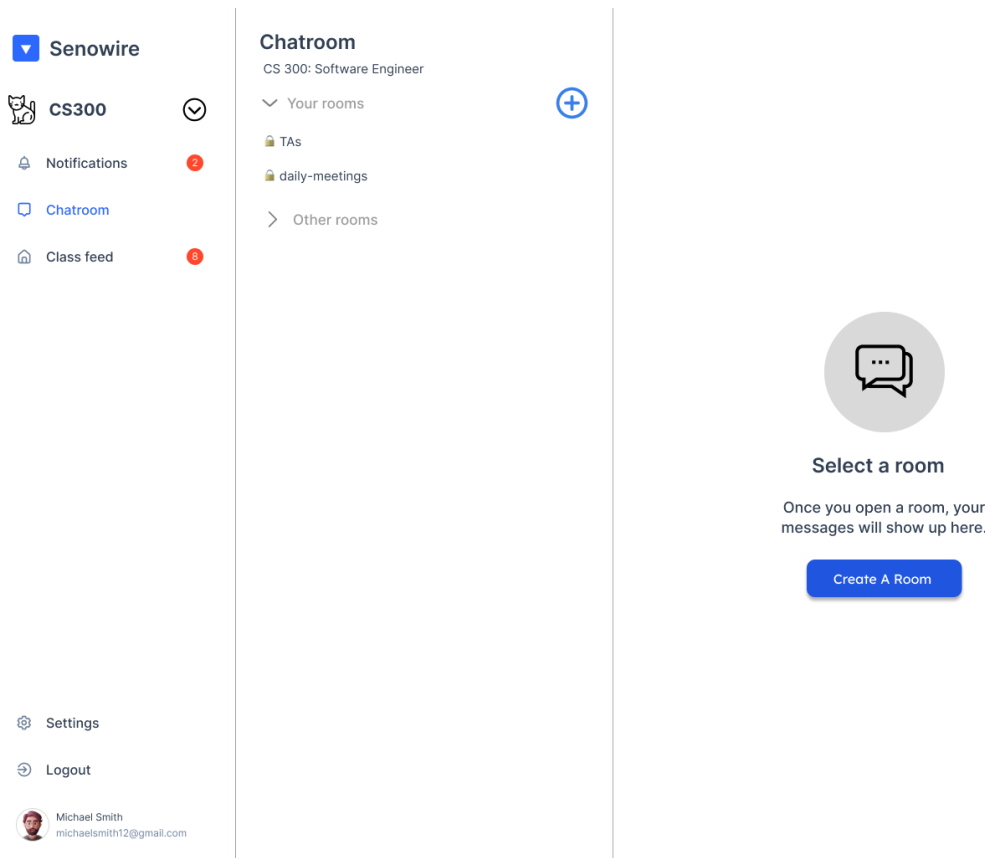 Senowire
CS300
Notifications
2
Chatroom
Class feed
8
Settings
Logout
Michael Smith
michaelsmith12@gmail.com
Chatroom
CS 300: Software Engineer
Your rooms
TAs
daily-meetings
Other rooms
Select a room
Once you open a room, your
messages will show up here.
Create A Room